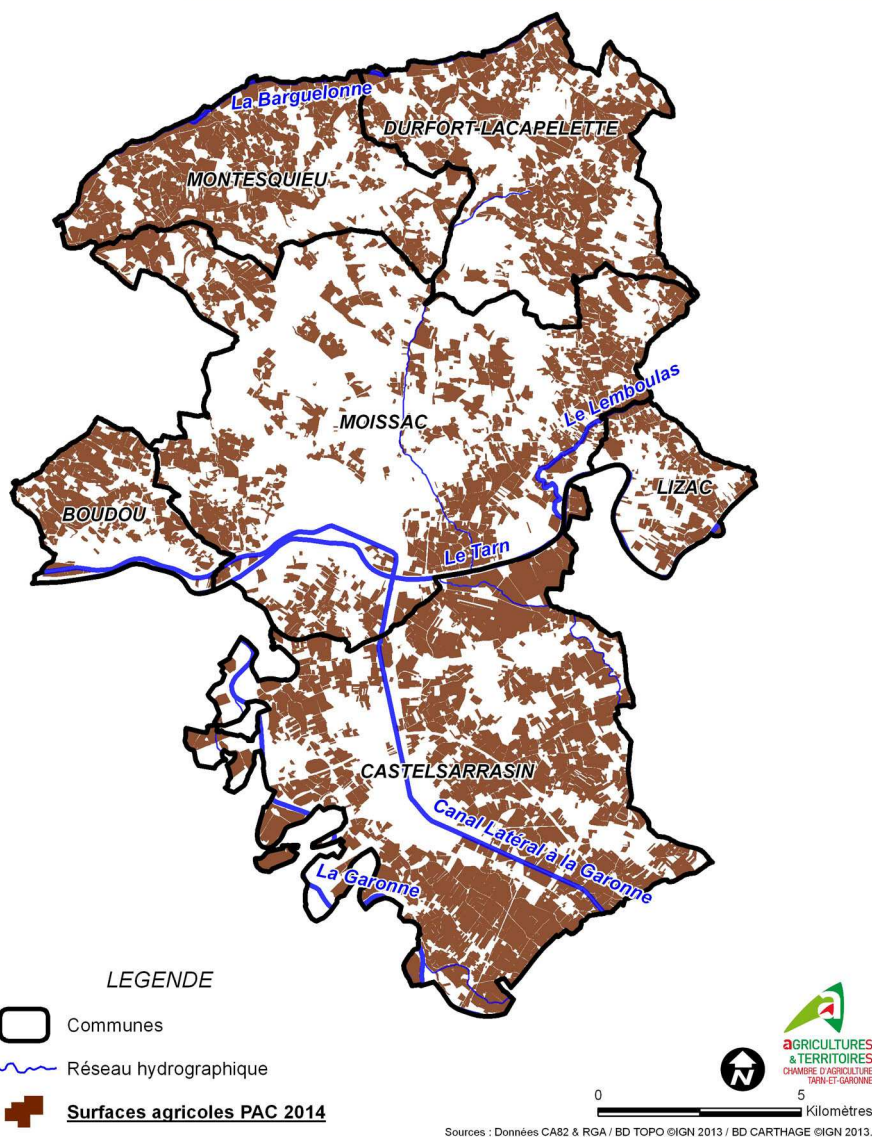 La Barguelonne
DURFORT-LACAPELETTE
MONTESQUIEU
Le Lemboulas
MOISSAC
LIZAC
BOUDOU
Le Tarn
CASTELSARRASIN
Canal Latéral à la Garonne
La Garonne
LEGENDE
Communes
Réseau hydrographique
Surfaces agricoles PAC 2014
N
a
aGRICULTURES
& TERRITOIRES
CHAMBRE D'AGRICULTURE
TARN-ET-GARONNE
0 5
Kilomètres
Sources : Données CA82 & RGA / BD TOPO ©IGN 2013 / BD CARTHAGE ©IGN 2013.